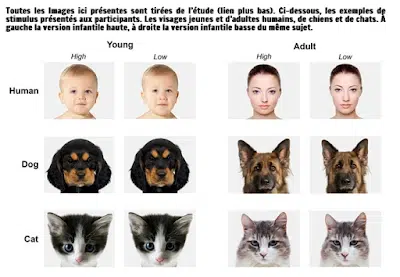 Toutes les Images ici présentes sont tirées de l'étude (lien plus bas). Ci-dessous, les exemples de
stimulus présentés aux participants. Les visages jeunes et d'adultes humains, de chiens et de chats. À
gauche la version infantile haute, à droite la version infantile basse du même sujet.
Young Adult
High Low High Low
Human
Dog
Cat